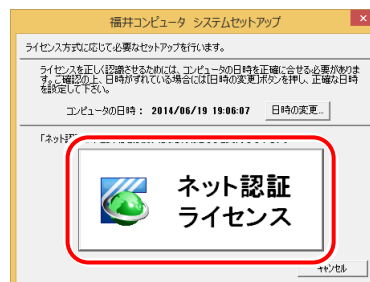 福井コンピュータ システムセットアップ
ライセンス方式に応じて必要なセットアップを行います。
ライセンスを正しく認識させるためには、コンピュータの日時を正確に合せる必要がありま
す。ご確認の上、日時がずれている場合には[日時の変更]ボタンを押し、正確な日時
を設定して下さい。
コンピュータの日時： 2014/06/19 19:06:07 日時の変更...
「ネット認
ネット認証
ライセンス
キャンセル